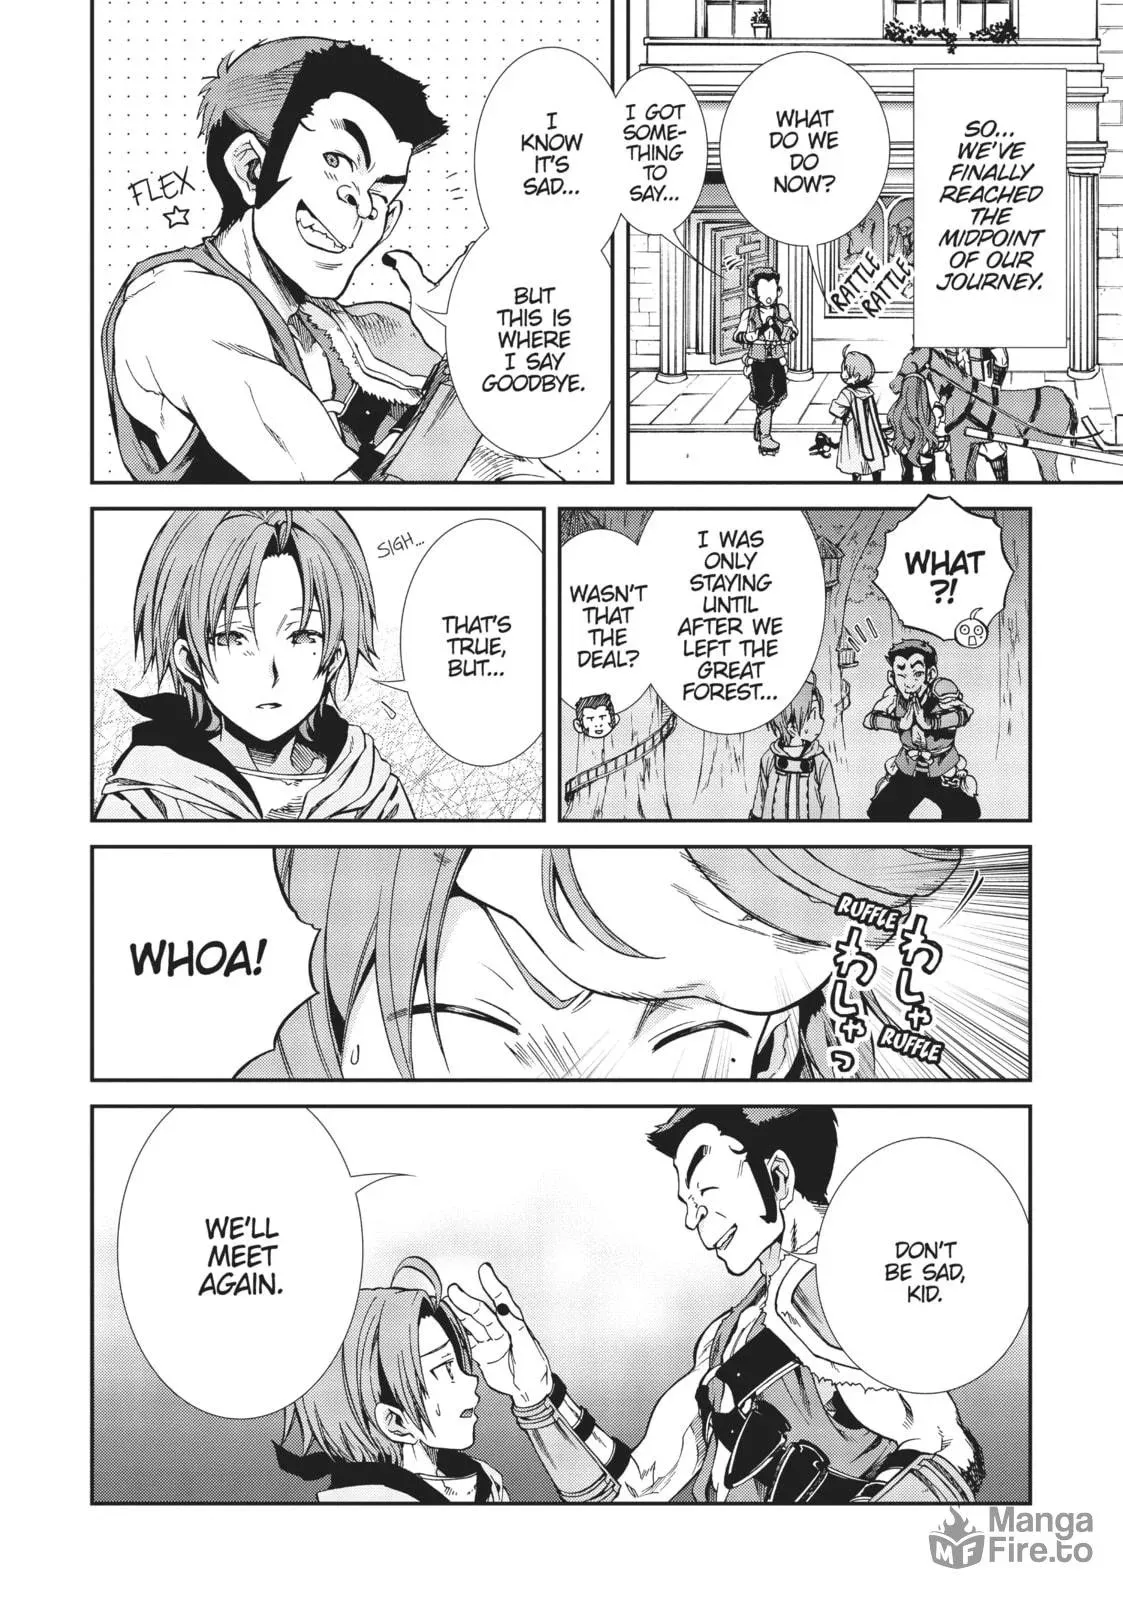 SO...
WE'VE
FINALLY
REACHED
THE
MIDPOINT
OF OUR
JOURNEY.
WHAT
DO WE
DO
NOW?
RATTLE
RATTLE
I GOT
SOME-
THING
TO
SAY...
I
KNOW
IT'S
SAD...
BUT
THIS IS
WHERE
I SAY
GOODBYE.
FLEX
WHAT
?!
I WAS
ONLY
STAYING
UNTIL
AFTER WE
LEFT THE
GREAT
FOREST...
WASN'T
THAT
THE
DEAL?
THAT'S
TRUE,
BUT...
SIGH...
RUFFLE
わしゃ
わしゃっ
RUFFLE
WHOA!
DON'T
BE SAD,
KID.
WE'LL
MEET
AGAIN.
Manga
Fire.to
MF